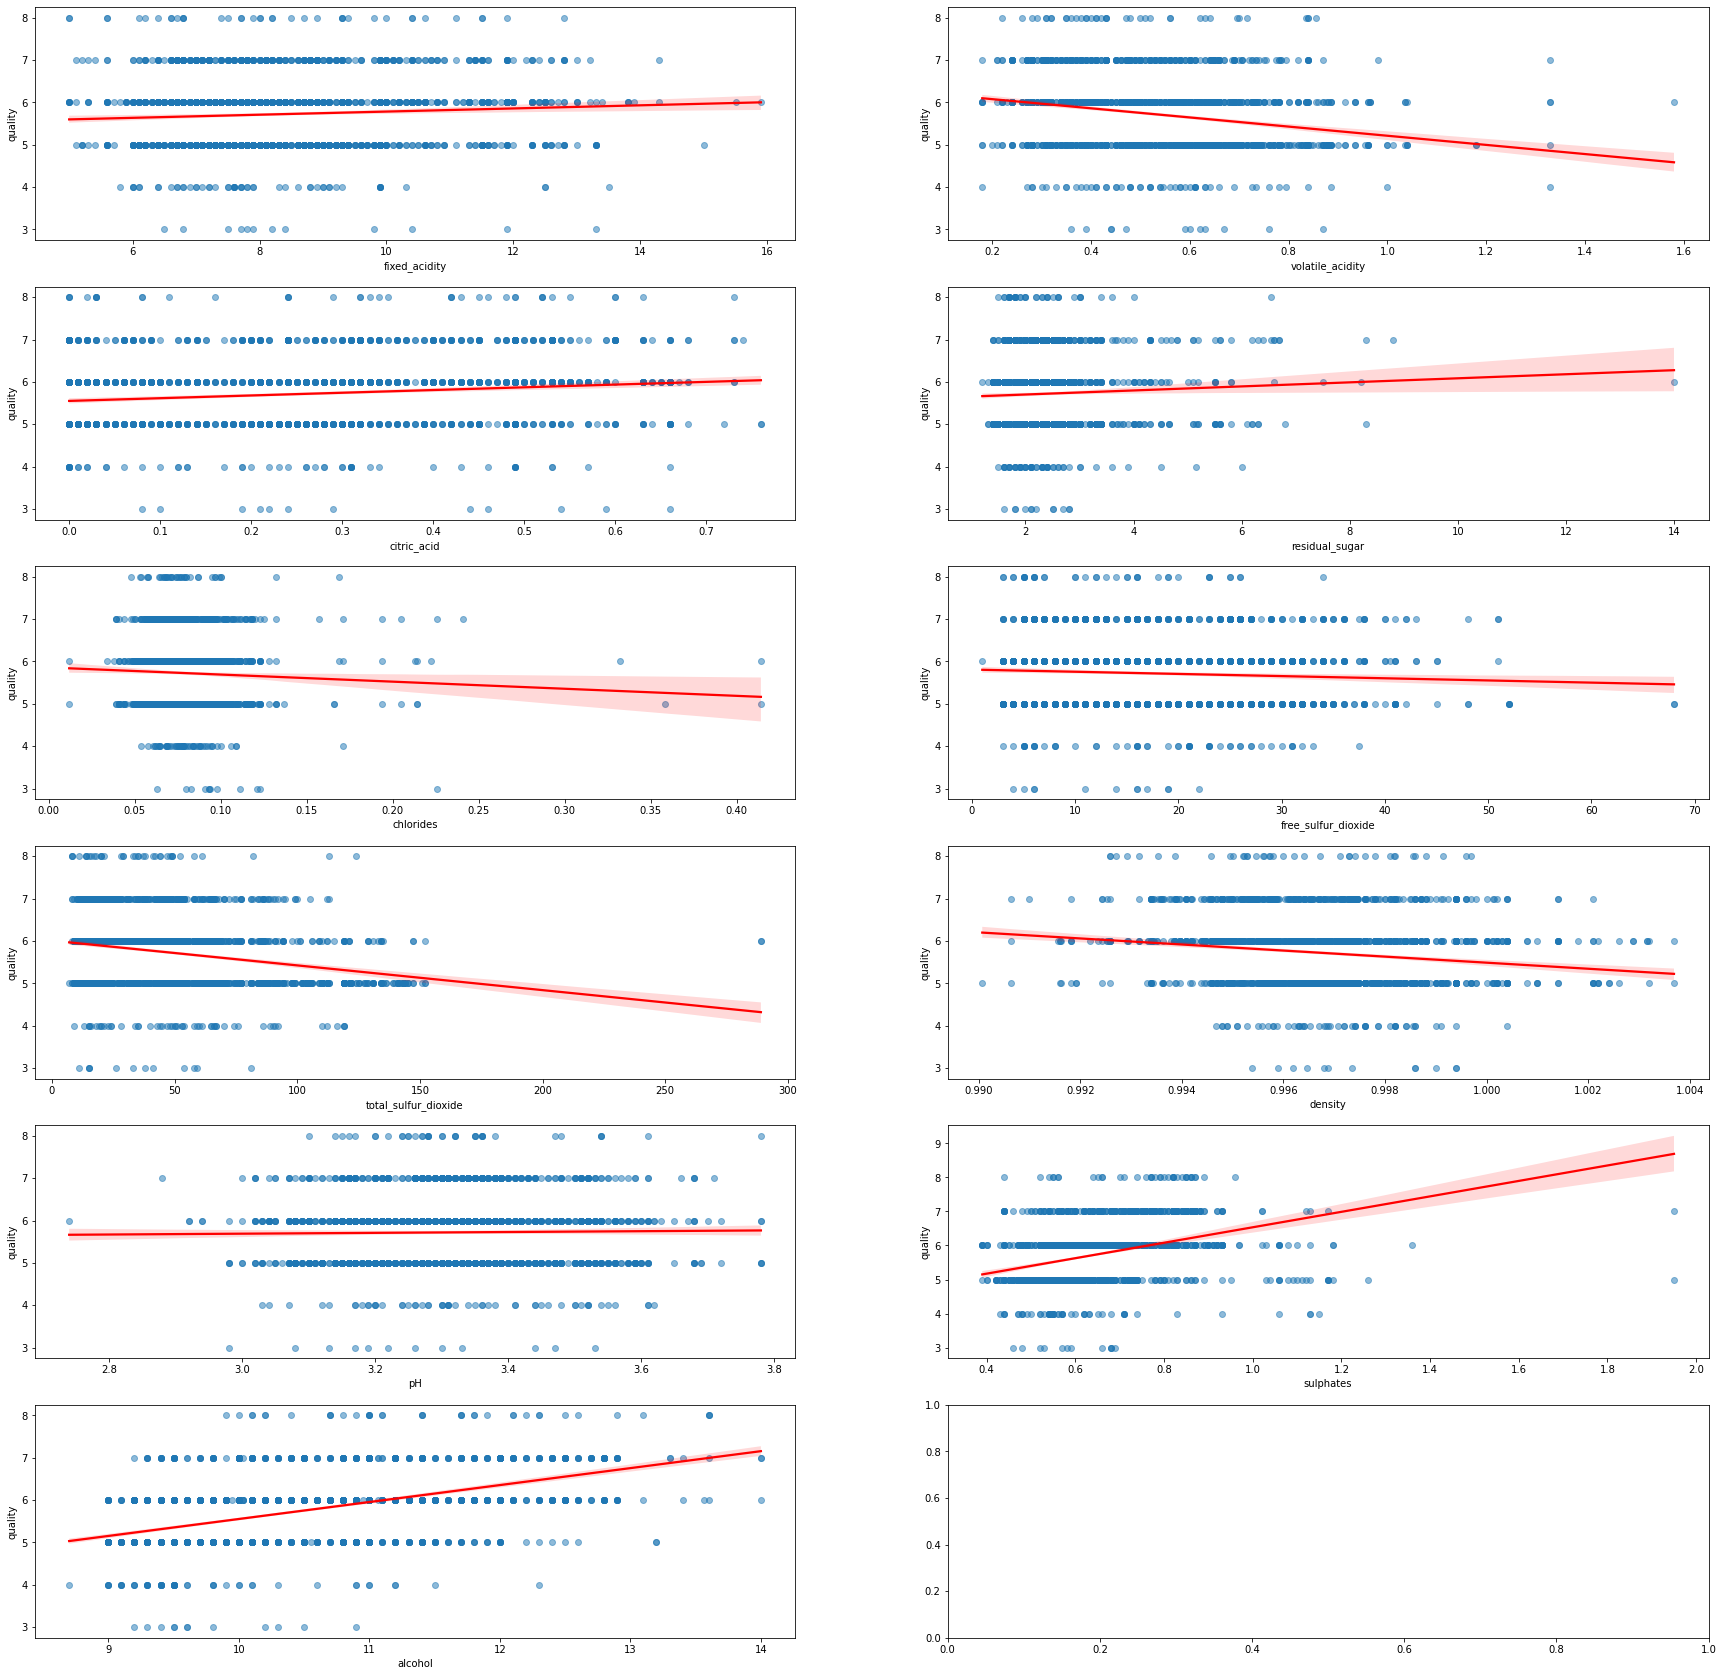 8
7
6
5
4
3
quality
6 8 10 12 14 16
fixed_acidity
8
7
6
5
4
3
quality
0.2 0.4 0.6 0.8 1.0 1.2 1.4 1.6
volatile_acidity
8
7
6
5
4
3
quality
0.0 0.1 0.2 0.3 0.4 0.5 0.6 0.7
citric_acid
8
7
6
5
4
3
quality
2 4 6 8 10 12 14
residual_sugar
8
7
6
5
4
3
quality
0.00 0.05 0.10 0.15 0.20 0.25 0.30 0.35 0.40
chlorides
8
7
6
5
4
3
quality
0 10 20 30 40 50 60 70
free_sulfur_dioxide
8
7
6
5
4
3
quality
0 50 100 150 200 250 300
total_sulfur_dioxide
8
7
6
5
4
3
quality
0.990 0.992 0.994 0.996 0.998 1.000 1.002 1.004
density
8
7
6
5
4
3
quality
2.8 3.0 3.2 3.4 3.6 3.8
pH
9
8
7
6
5
4
3
quality
0.4 0.6 0.8 1.0 1.2 1.4 1.6 1.8 2.0
sulphates
8
7
6
5
4
3
quality
9 10 11 12 13 14
alcohol
1.0
0.8
0.6
0.4
0.2
0.0
0.0 0.2 0.4 0.6 0.8 1.0